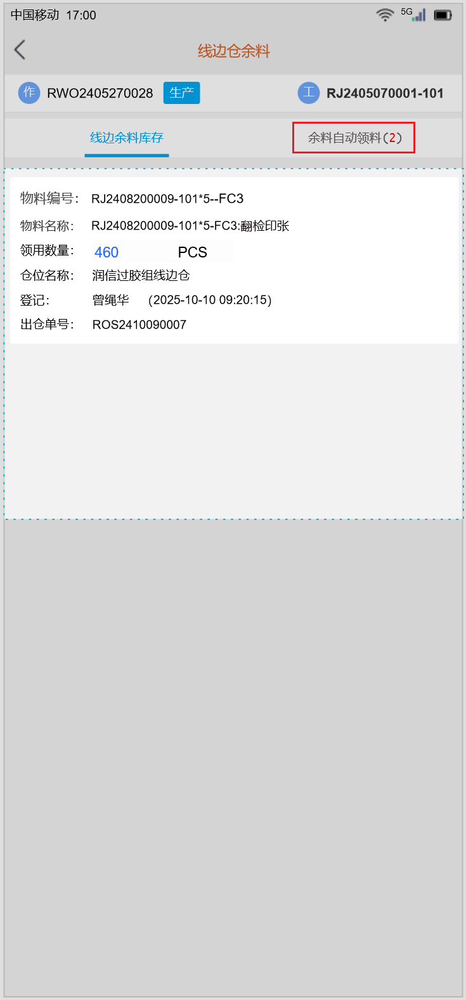 中国移动 17:00 5G
线边仓余料
作 RWO2405270028 生产 工 RJ2405070001-101
线边余料库存 余料自动领料(2)
物料编号： RJ2408200009-101*5--FC3
物料名称： RJ2408200009-101*5-FC3:翻检印张
领用数量： 460 PCS
仓位名称： 润信过胶组线边仓
登记： 曾绳华 (2025-10-10 09:20:15)
出仓单号： ROS2410090007